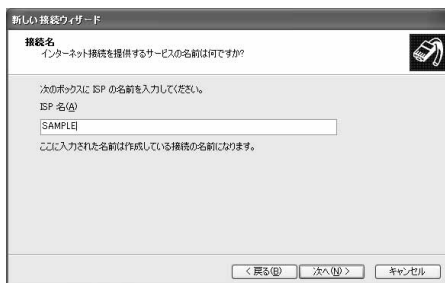 新しい接続ウィザード
接続名
インターネット接続を提供するサービスの名前は何ですか?
次のボックスに ISP の名前を入力してください。
ISP 名(A)
SAMPLE
ここに入力された名前は作成している接続の名前になります。
< 戻る(B)
次へ(N) >
キャンセル